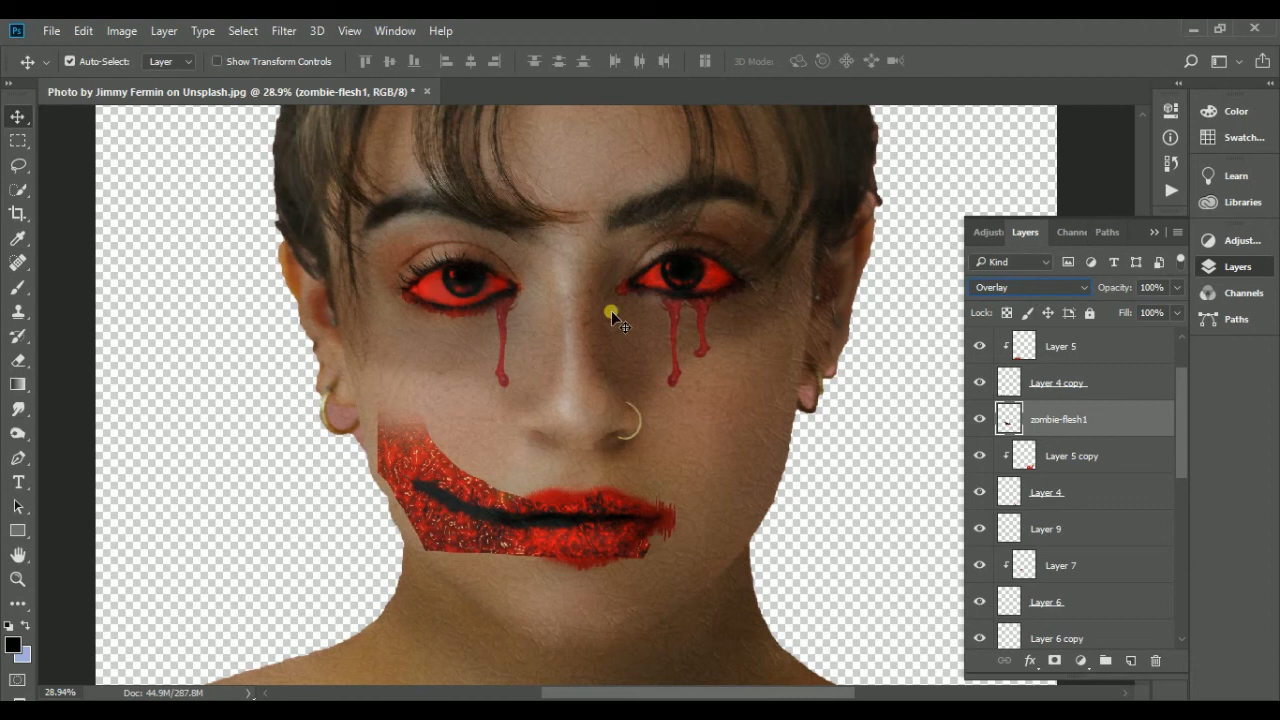 Ps File Edit Image Layer Type Select Filter 3D View Window Help
Auto-Select: Layer Show Transform Controls 3D Mode:
Photo by Jimmy Fermin on Unsplash.jpg @ 28.9% (zombie-flesh1, RGB/8) *
Color
Swatch...
Learn
Libraries
Adjust...
Layers
Channels
Paths
Adjust Layers Chann Paths
Kind
Overlay Opacity: 100%
Lock: Fill: 100%
Layer 5
Layer 4 copy
zombie-flesh1
Layer 5 copy
Layer 4
Layer 9
Layer 7
Layer 6
Layer 6 copy
fx
28.94% Doc: 44.9M/287.8M